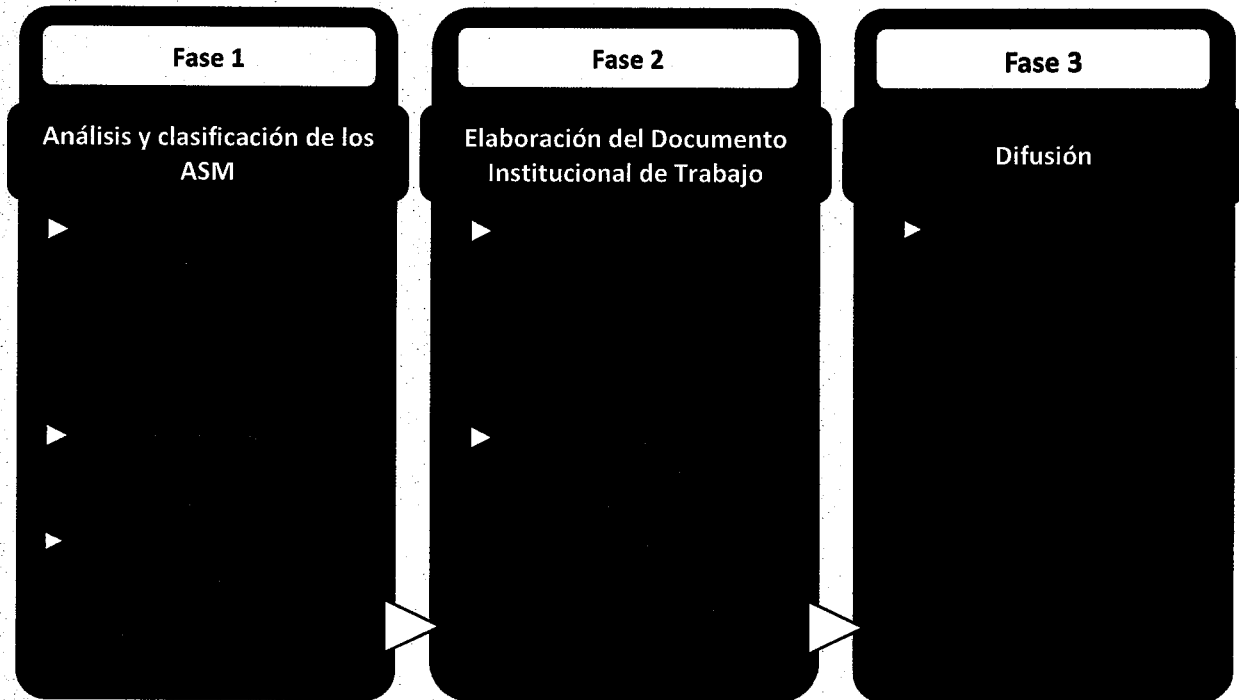 Fase 1
Análisis y clasificación de los
ASM
Fase 2
Elaboración del Documento
Institucional de Trabajo
Fase 3
Difusión